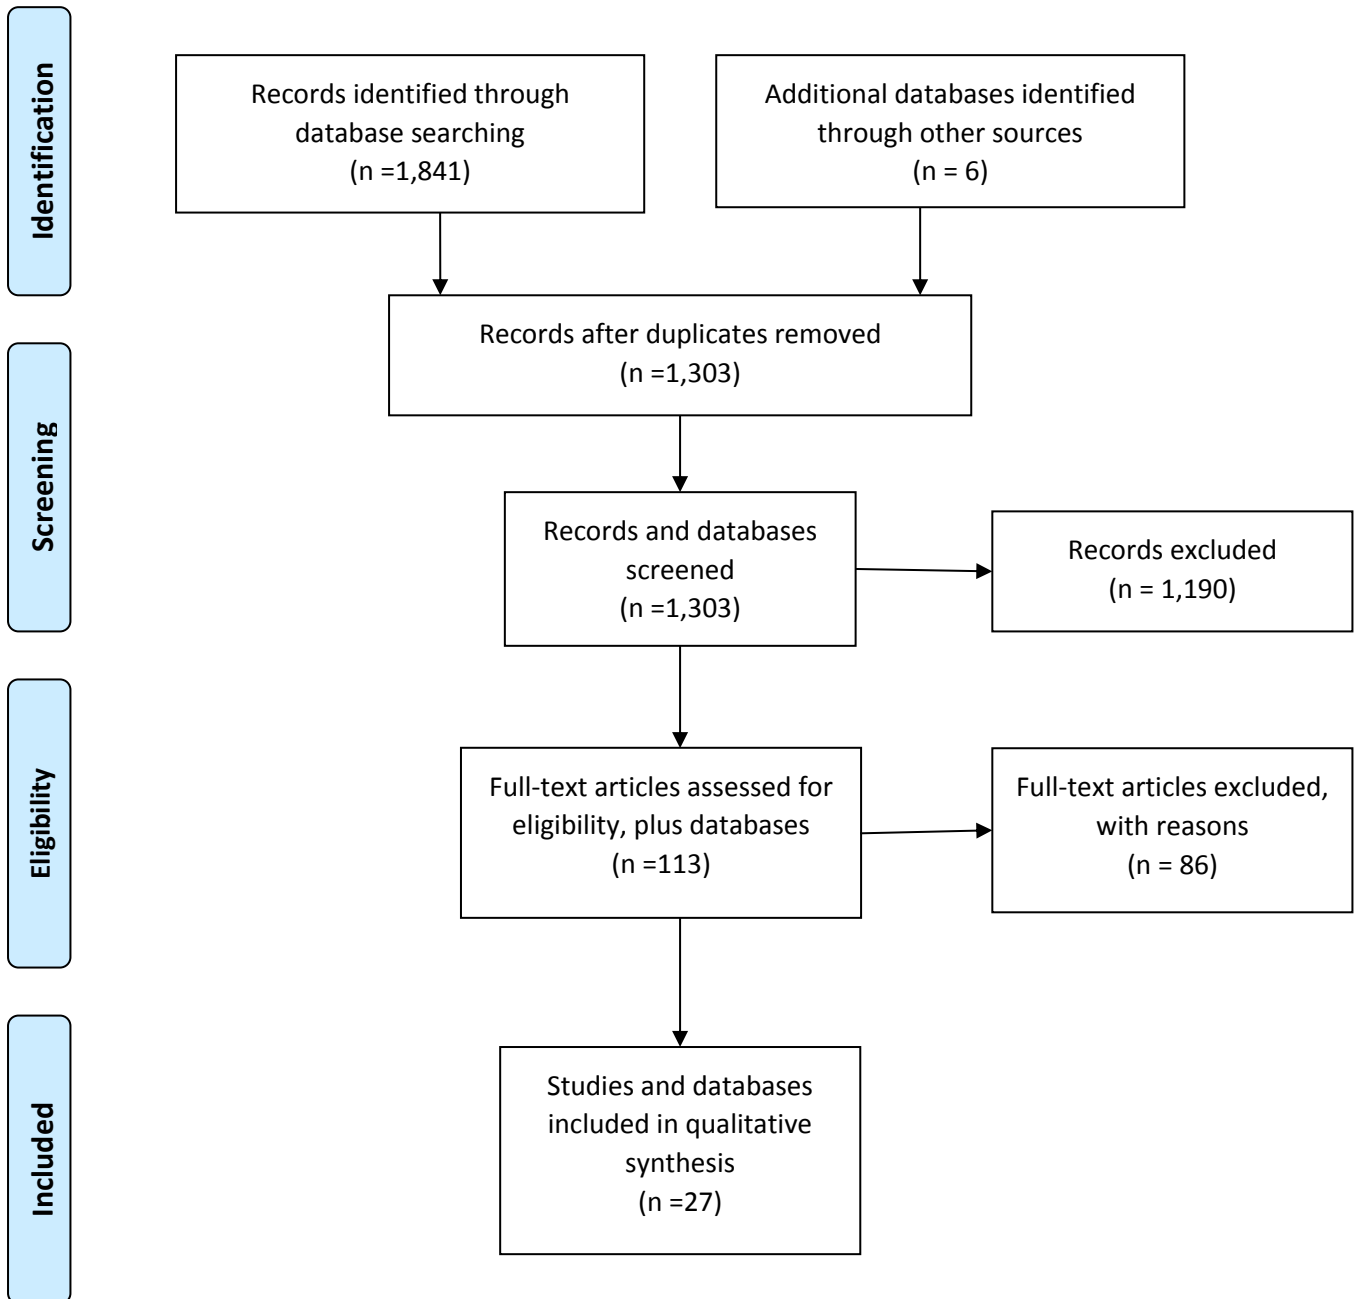 Identification
Records identified through
database searching
(n =1,841)
Additional databases identified
through other sources
(n = 6)
Records after duplicates removed
(n =1,303)
Screening
Records and databases
screened
(n =1,303)
Records excluded
(n = 1,190)
Eligibility
Full-text articles assessed for
eligibility, plus databases
(n =113)
Full-text articles excluded,
with reasons
(n = 86)
Included
Studies and databases
included in qualitative
synthesis
(n =27)